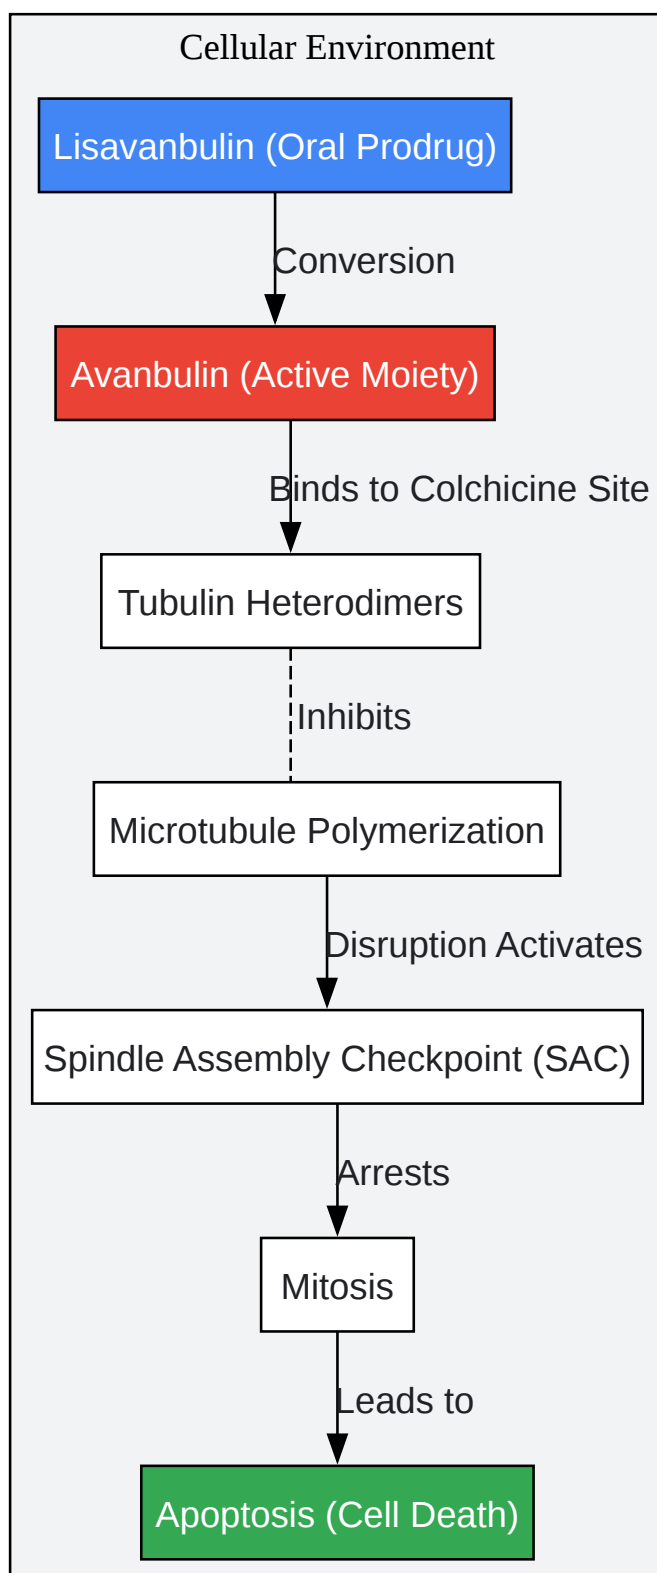 Cellular Environment
Lisavanbulin (Oral Prodrug)
Conversion
Avanbulin (Active Moiety)
Binds to Colchicine Site
Tubulin Heterodimers
Inhibits
Microtubule Polymerization
Disruption Activates
Spindle Assembly Checkpoint (SAC)
Arrests
Mitosis
Leads to
Apoptosis (Cell Death)